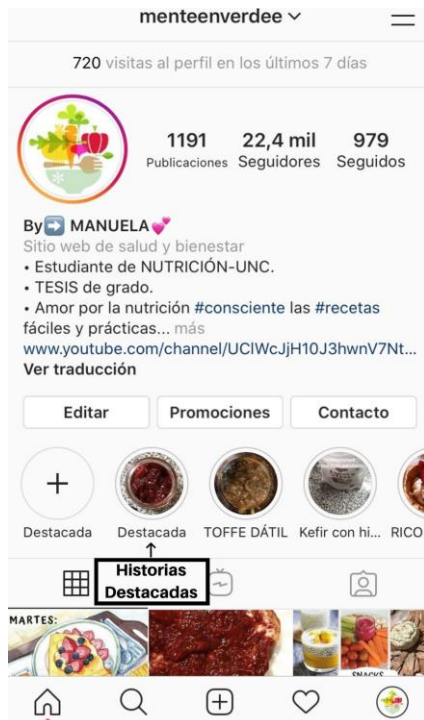 menteenverdee
720 visitas al perfil en los últimos 7 días
1191 22,4 mil 979
Publicaciones Seguidores Seguidos
By➡️ MANUELA💕
Sitio web de salud y bienestar
• Estudiante de NUTRICIÓN-UNC.
• TESIS de grado.
• Amor por la nutrición #consciente las #recetas
fáciles y prácticas... más
www.youtube.com/channel/UClWcJjH10J3hwnV7Nt...
Ver traducción
Editar Promociones Contacto
Destacada Destacada TOFFE DÁTIL Kefir con hi... RICO
Historias
Destacadas
MARTES:
SNACKS